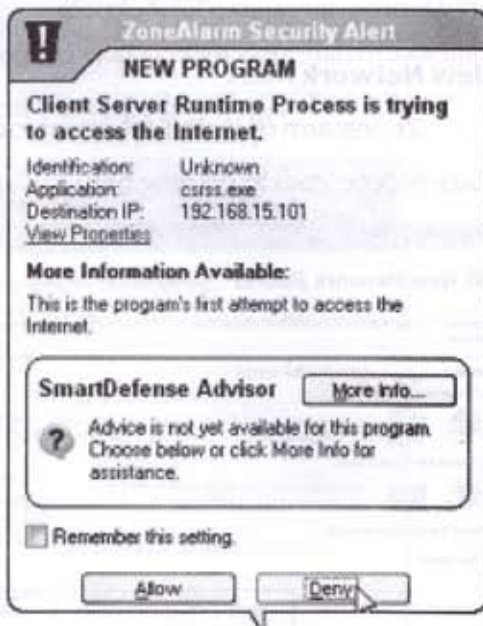 ZoneAlarm Security Alert
NEW PROGRAM
Client Server Runtime Process is trying
to access the Internet.
Identification: Unknown
Application: csrss.exe
Destination IP: 192.168.15.101
View Properties
More Information Available:
This is the program's first attempt to access the
Internet.
SmartDefense Advisor More Info...
? Advice is not yet available for this program.
Choose below or click More Info for
assistance.
Remember this setting.
Allow Deny